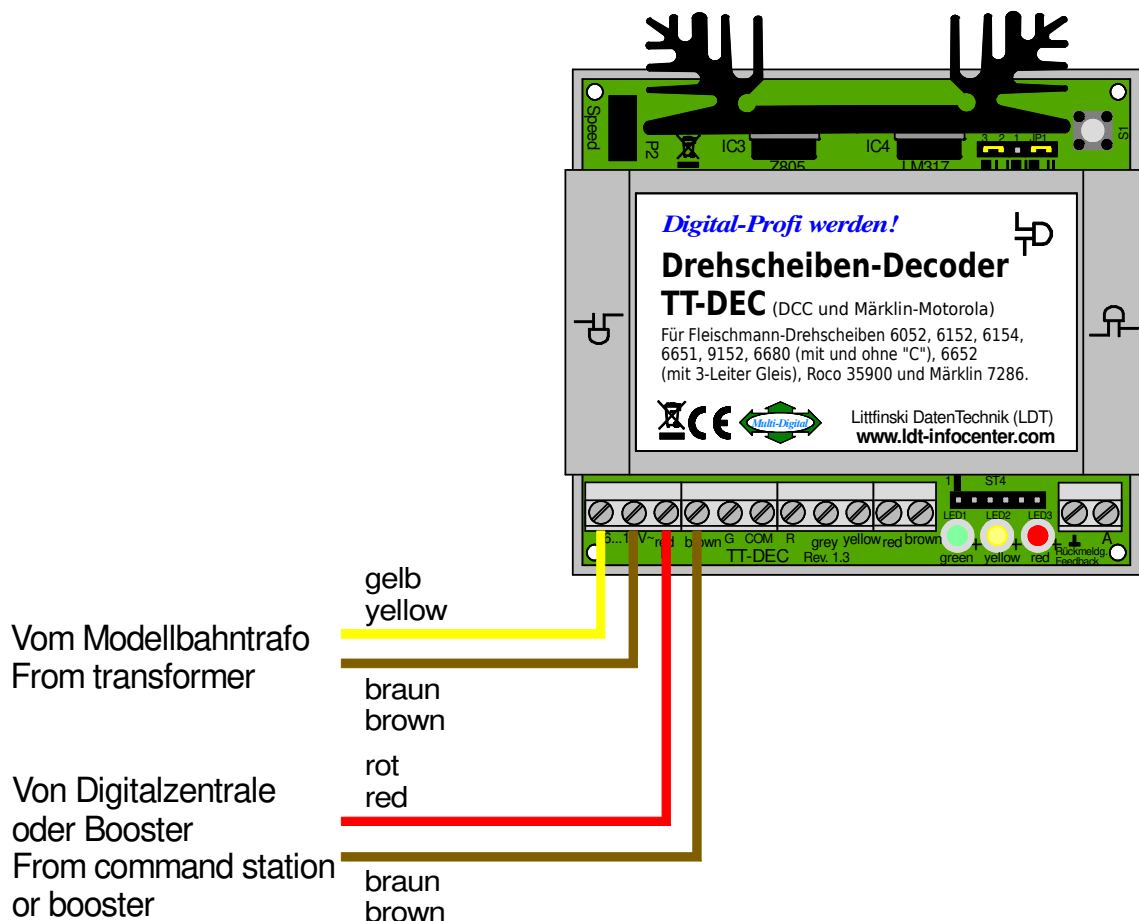 Speed
P2
IC3
7805
IC4
LM317
3 2 1 JP1
S1
Digital-Profi werden!
LTD
Drehscheiben-Decoder
TT-DEC (DCC und Märklin-Motorola)
Für Fleischmann-Drehscheiben 6052, 6152, 6154,
6651, 9152, 6680 (mit und ohne "C"), 6652
(mit 3-Leiter Gleis), Roco 35900 und Märklin 7286.
CE
Multi-Digital
Littfinski DatenTechnik (LDT)
www.ldt-infocenter.com
1
ST4
LED1 LED2 LED3
V~ red brown G COM R grey yellow red brown
green yellow red
Rückmeldg.
Feedback
A
TT-DEC Rev. 1.3
gelb
yellow
Vom Modellbahntrafo
From transformer
braun
brown
rot
red
Von Digitalzentrale
oder Booster
From command station
or booster
braun
brown